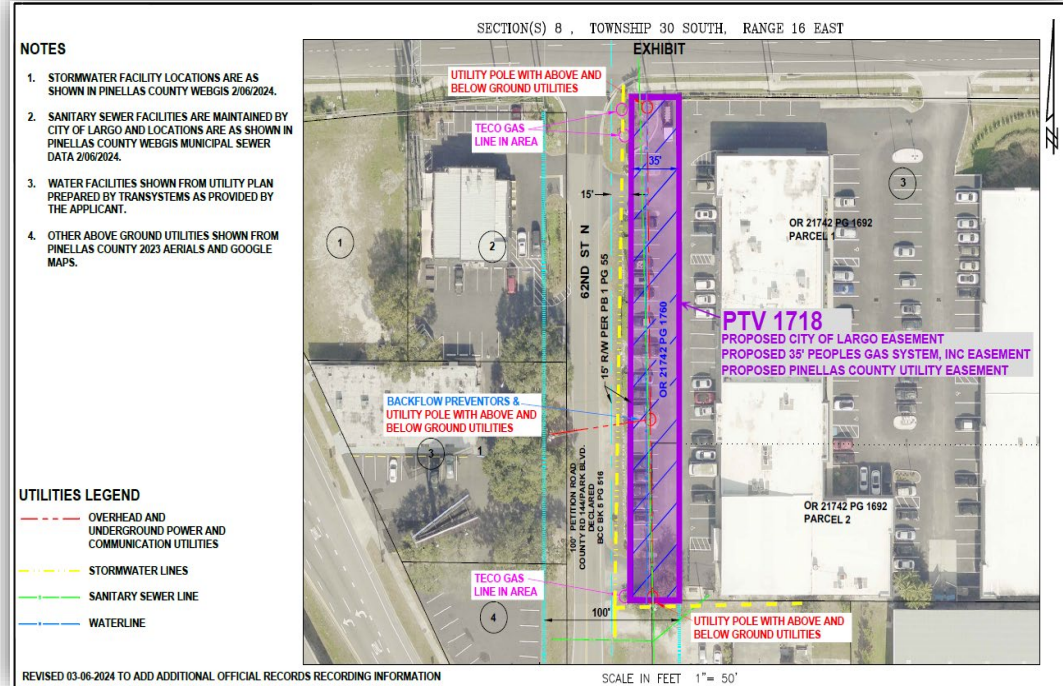 SECTION(S) 8 , TOWNSHIP 30 SOUTH, RANGE 16 EAST
EXHIBIT
NOTES
1. STORMWATER FACILITY LOCATIONS ARE AS
SHOWN IN PINELLAS COUNTY WEBGIS 2/06/2024.
2. SANITARY SEWER FACILITIES ARE MAINTAINED BY
CITY OF LARGO AND LOCATIONS ARE AS SHOWN IN
PINELLAS COUNTY WEBGIS MUNICIPAL SEWER
DATA 2/06/2024.
3. WATER FACILITIES SHOWN FROM UTILITY PLAN
PREPARED BY TRANSYSTEMS AS PROVIDED BY
THE APPLICANT.
4. OTHER ABOVE GROUND UTILITIES SHOWN FROM
PINELLAS COUNTY 2023 AERIALS AND GOOGLE
MAPS.
UTILITIES LEGEND
OVERHEAD AND
UNDERGROUND POWER AND
COMMUNICATION UTILITIES
STORMWATER LINES
SANITARY SEWER LINE
WATERLINE
REVISED 03-06-2024 TO ADD ADDITIONAL OFFICIAL RECORDS RECORDING INFORMATION
UTILITY POLE WITH ABOVE AND
BELOW GROUND UTILITIES
TECO GAS
LINE IN AREA
35'
15'
1
2
3
62ND ST N
15' R/W PER PB 1 PG 55
OR 21742 PG 1760
OR 21742 PG 1692
PARCEL 1
PTV 1718
PROPOSED CITY OF LARGO EASEMENT
PROPOSED 35' PEOPLES GAS SYSTEM, INC EASEMENT
PROPOSED PINELLAS COUNTY UTILITY EASEMENT
BACKFLOW PREVENTORS &
UTILITY POLE WITH ABOVE AND
BELOW GROUND UTILITIES
3
1
100' PETITION ROAD
COUNTY RD 144/PARK BLVD.
DECLARED
BCC BK 5 PG 516
OR 21742 PG 1692
PARCEL 2
TECO GAS
LINE IN AREA
4
100'
UTILITY POLE WITH ABOVE AND
BELOW GROUND UTILITIES
SCALE IN FEET 1"= 50'
N